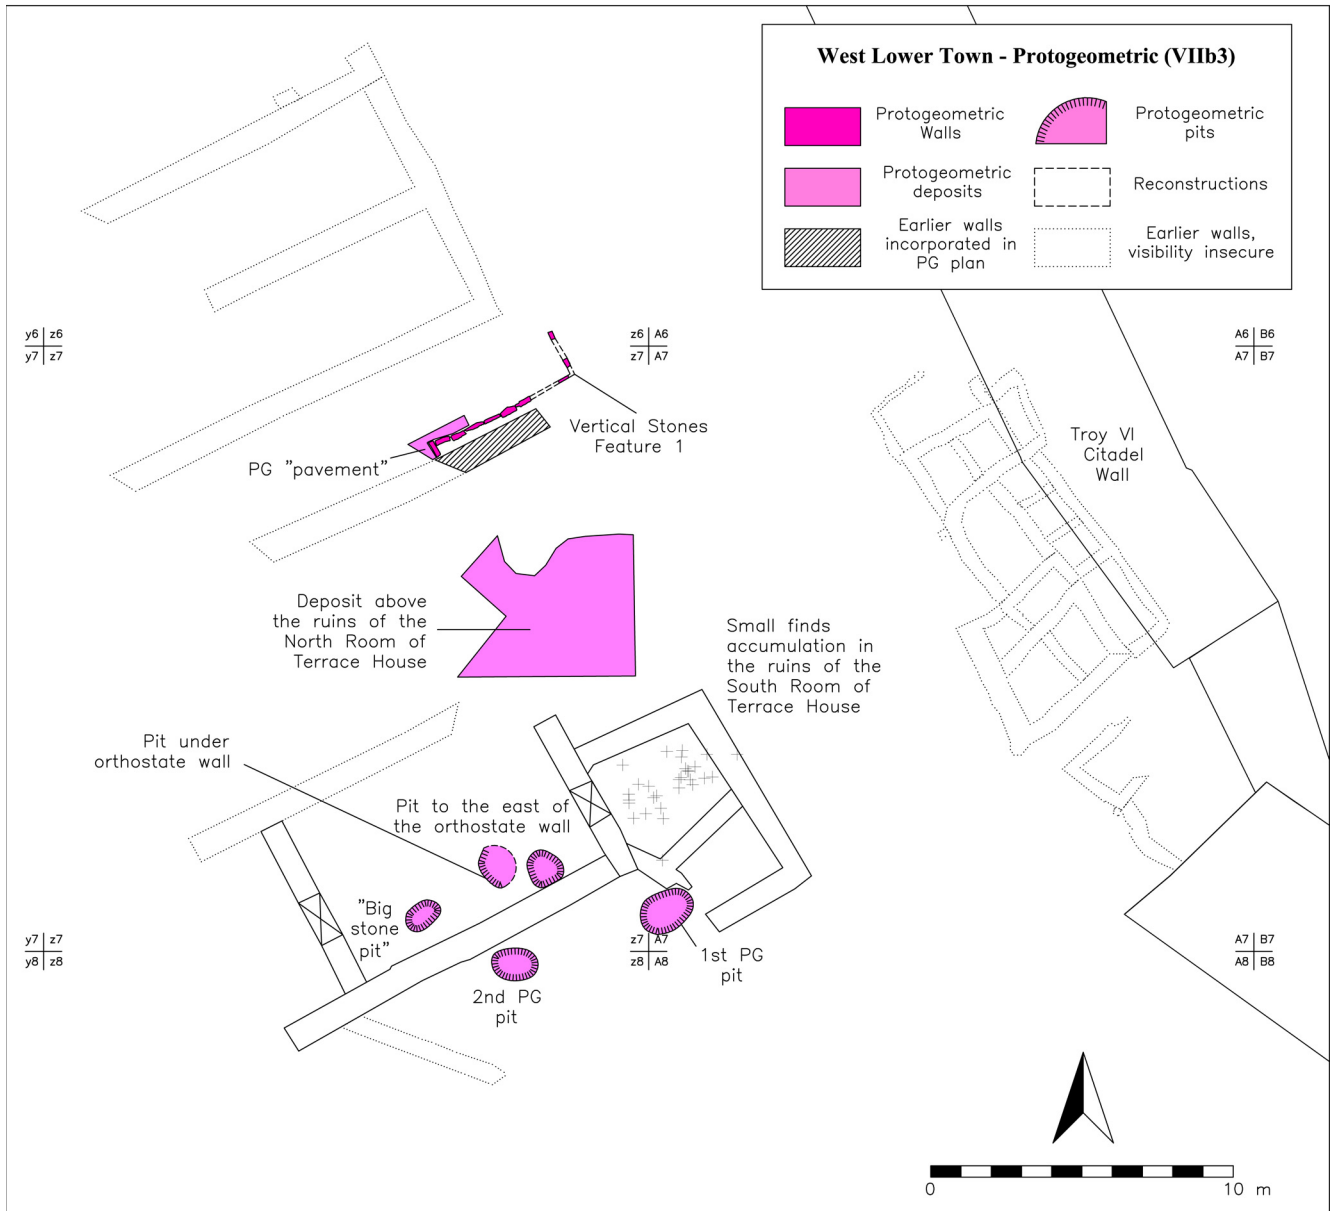 West Lower Town - Protogeometric (VIIb3)
Protogeometric
Walls
Protogeometric
pits
Protogeometric
deposits
Reconstructions
Earlier walls
incorporated in
PG plan
Earlier walls,
visibility insecure
y6 z6
y7 z7
z6 A6
z7 A7
A6 B6
A7 B7
Vertical Stones
Feature 1
PG "pavement"
Troy VI
Citadel
Wall
Deposit above
the ruins of the
North Room of
Terrace House
Small finds
accumulation in
the ruins of the
South Room of
Terrace House
Pit under
orthostate wall
Pit to the east of
the orthostate wall
"Big
stone
pit"
y7 z7
y8 z8
z7 A7
z8 A8
A7 B7
A8 B8
1st PG
pit
2nd PG
pit
0 10 m